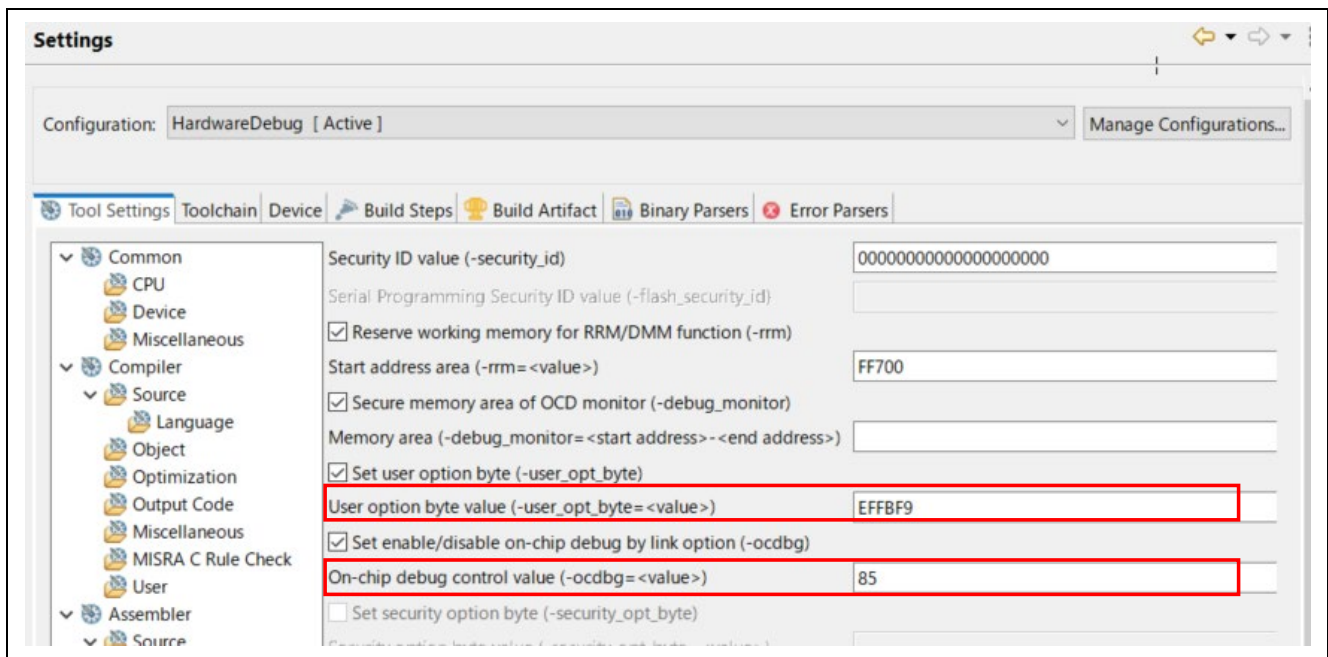 Settings
Configuration: HardwareDebug [ Active ] Manage Configurations...
Tool Settings Toolchain Device Build Steps Build Artifact Binary Parsers Error Parsers
Common
CPU
Device
Miscellaneous
Compiler
Source
Language
Object
Optimization
Output Code
Miscellaneous
MISRA C Rule Check
User
Assembler
Source
Security ID value (-security_id) 00000000000000000000
Serial Programming Security ID value (-flash_security_id)
Reserve working memory for RRM/DMM function (-rrm)
Start address area (-rrm=<value>) FF700
Secure memory area of OCD monitor (-debug_monitor)
Memory area (-debug_monitor=<start address>-<end address>)
Set user option byte (-user_opt_byte)
User option byte value (-user_opt_byte=<value>) EFFBF9
Set enable/disable on-chip debug by link option (-ocdbg)
On-chip debug control value (-ocdbg=<value>) 85
Set security option byte (-security_opt_byte)